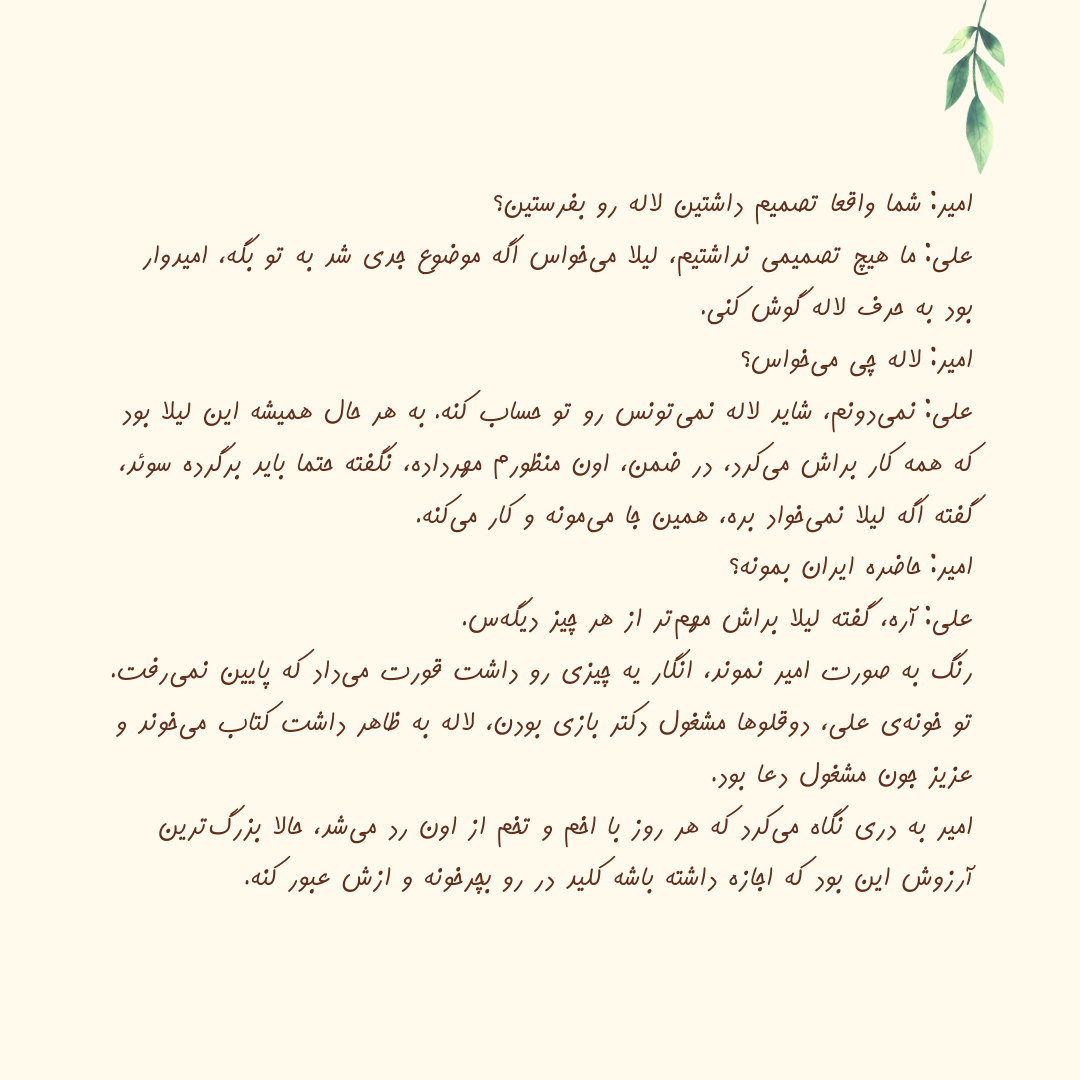 امیر: شما واقعا تصمیم داشتین لاله رو بفرستین؟
علی: ما هیچ تصمیمی نداشتیم، لیلا می‌خواس اگه موضوع جدی شد به تو بگه، امیدوار
بود به حرف لاله گوش کنی.
امیر: لاله چی می‌خواس؟
علی: نمی‌دونم، شاید لاله نمی‌تونس رو تو حساب کنه. به هر حال همیشه این لیلا بود
که همه کار براش می‌کرد، در ضمن، اون منظورم مهرداده، نگفته حتما باید برگرده سوئد،
گفته اگه لیلا نمی‌خواد بره، همین جا می‌مونه و کار می‌کنه.
امیر: حاضره ایران بمونه؟
علی: آره، گفته لیلا براش مهم‌تر از هر چیز دیگه‌س.
رنگ به صورت امیر نموند، انگار یه چیزی رو داشت قورت می‌داد که پایین نمی‌رفت.
تو خونه‌ی علی، دوقلوها مشغول دکتر بازی بودن، لاله به ظاهر داشت کتاب می‌خوند و
عزیز جون مشغول دعا بود.
امیر به دری نگاه می‌کرد که هر روز با اخم و تخم از اون رد می‌شد، حالا بزرگ‌ترین
آرزوش این بود که اجازه داشته باشه کلید در رو بچرخونه و ازش عبور کنه.